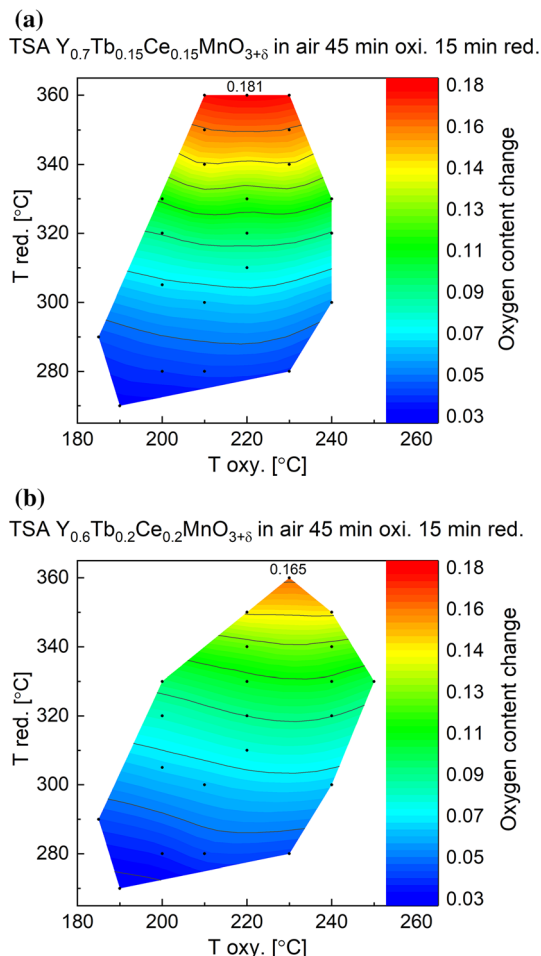 (a)
TSA Y0.7Tb0.15Ce0.15MnO3+δ in air 45 min oxi. 15 min red.
0.181
360
340
320
300
280
T red. [°C]
180 200 220 240 260
T oxy. [°C]
0.18
0.16
0.14
0.13
0.11
0.09
0.07
0.05
0.03
Oxygen content change
(b)
TSA Y0.6Tb0.2Ce0.2MnO3+δ in air 45 min oxi. 15 min red.
0.165
360
340
320
300
280
T red. [°C]
180 200 220 240 260
T oxy. [°C]
0.18
0.16
0.14
0.13
0.11
0.09
0.07
0.05
0.03
Oxygen content change